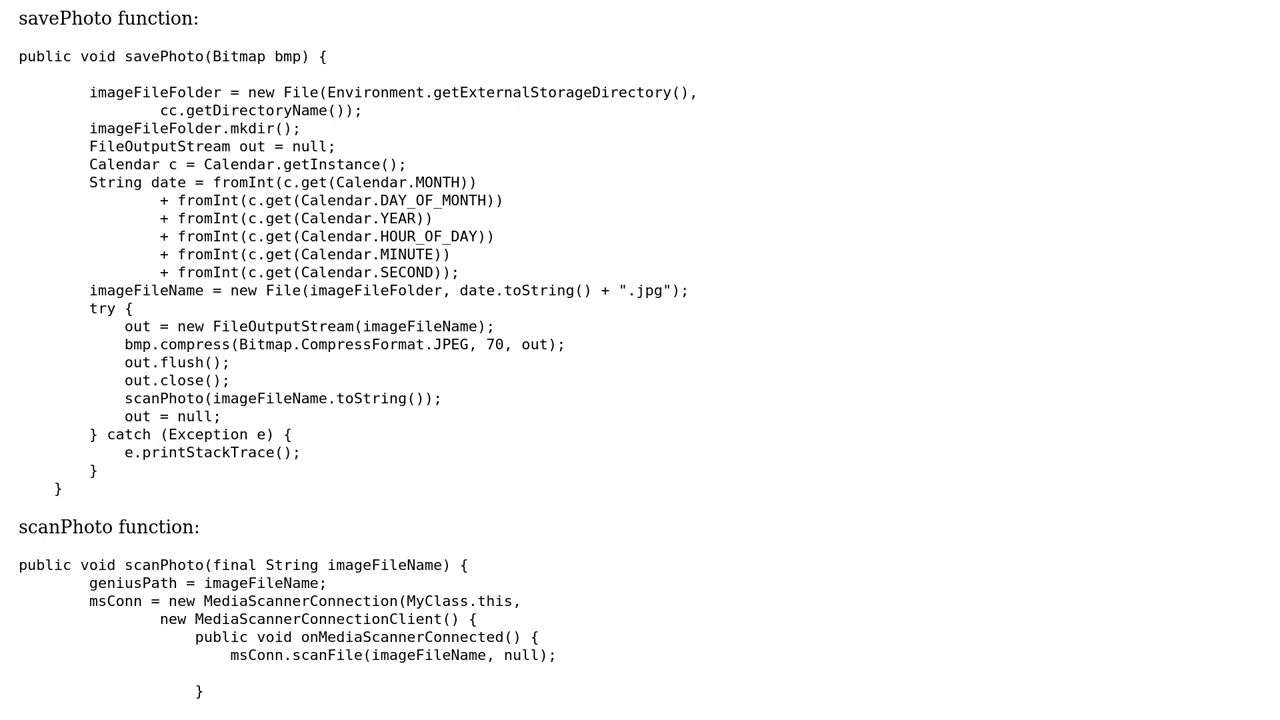 savePhoto function:
public void savePhoto(Bitmap bmp) {
imageFileFolder = new File(Environment.getExternalStorageDirectory(),
cc.getDirectoryName());
imageFileFolder.mkdir();
FileOutputStream out = null;
Calendar c = Calendar.getInstance();
String date = fromInt(c.get(Calendar.MONTH))
+ fromInt(c.get(Calendar.DAY_OF_MONTH))
+ fromInt(c.get(Calendar.YEAR))
+ fromInt(c.get(Calendar.HOUR_OF_DAY))
+ fromInt(c.get(Calendar.MINUTE))
+ fromInt(c.get(Calendar.SECOND));
imageFileName = new File(imageFileFolder, date.toString() + ".jpg");
try {
out = new FileOutputStream(imageFileName);
bmp.compress(Bitmap.CompressFormat.JPEG, 70, out);
out.flush();
out.close();
scanPhoto(imageFileName.toString());
out = null;
} catch (Exception e) {
e.printStackTrace();
}
}
scanPhoto function:
public void scanPhoto(final String imageFileName) {
geniusPath = imageFileName;
msConn = new MediaScannerConnection(MyClass.this,
new MediaScannerConnectionClient() {
public void onMediaScannerConnected() {
msConn.scanFile(imageFileName, null);
}